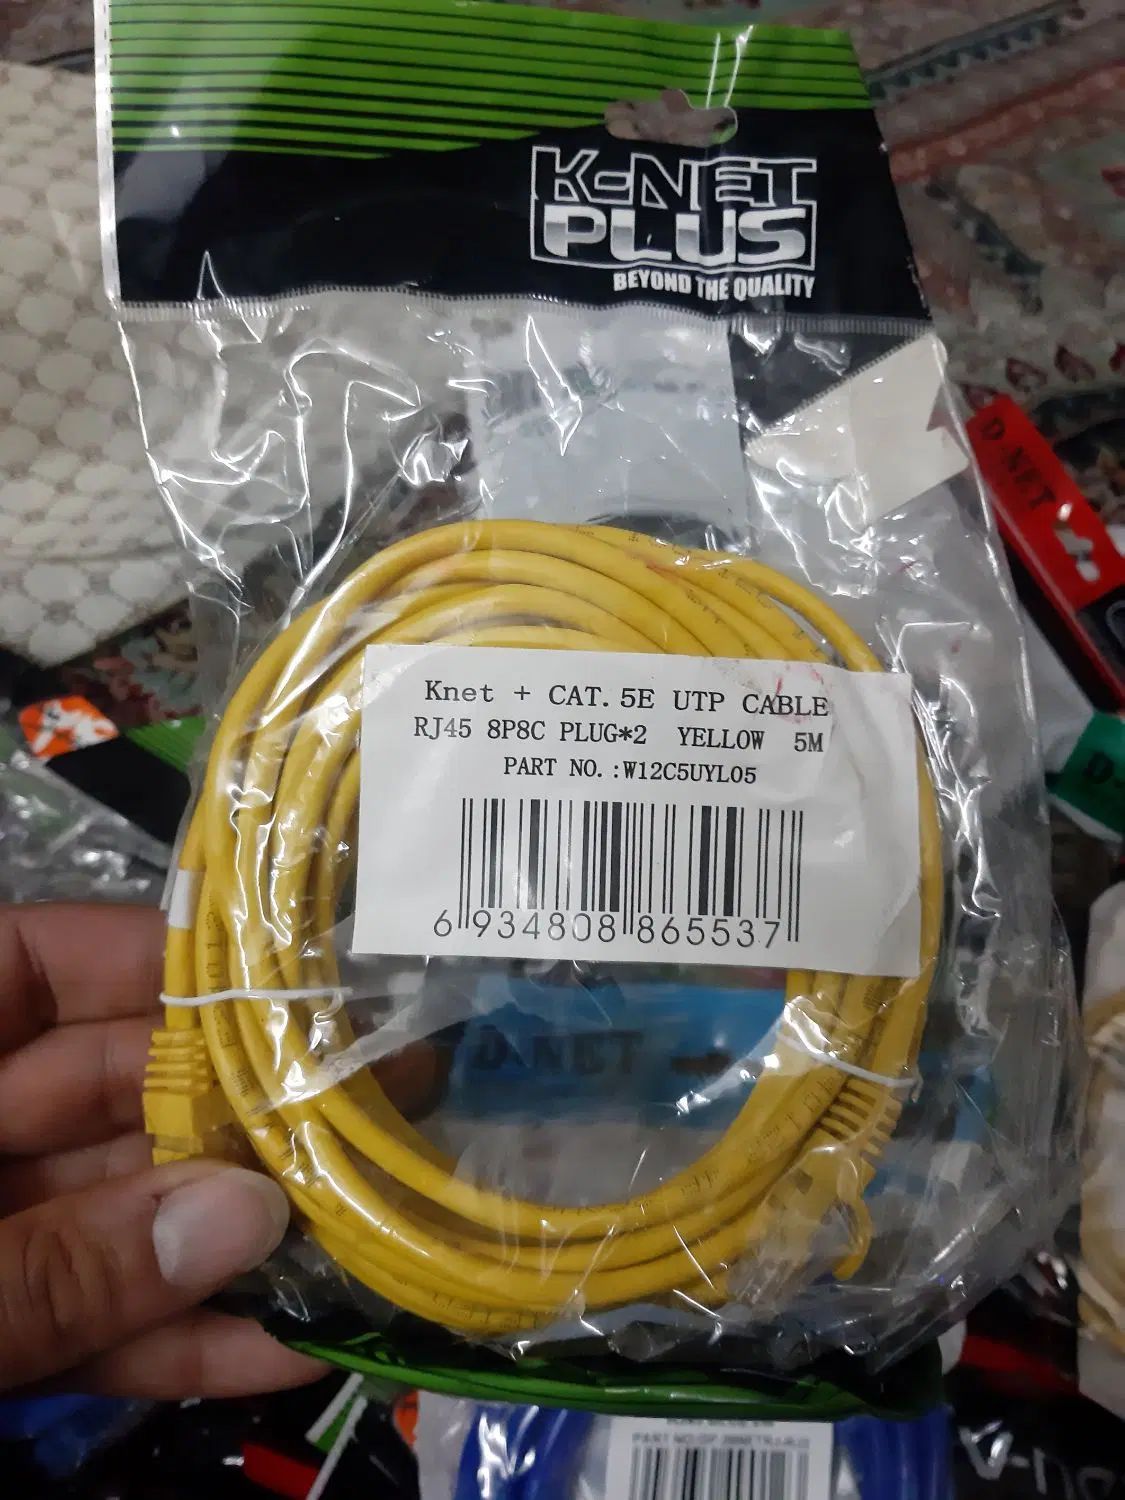 K-NET
PLUS
BEYOND THE QUALITY
D-NET
Knet + CAT.5E UTP CABLE
RJ45 8P8C PLUG*2 YELLOW 5M
PART NO.:W12C5UYL05
6 934808 865537
D-NET